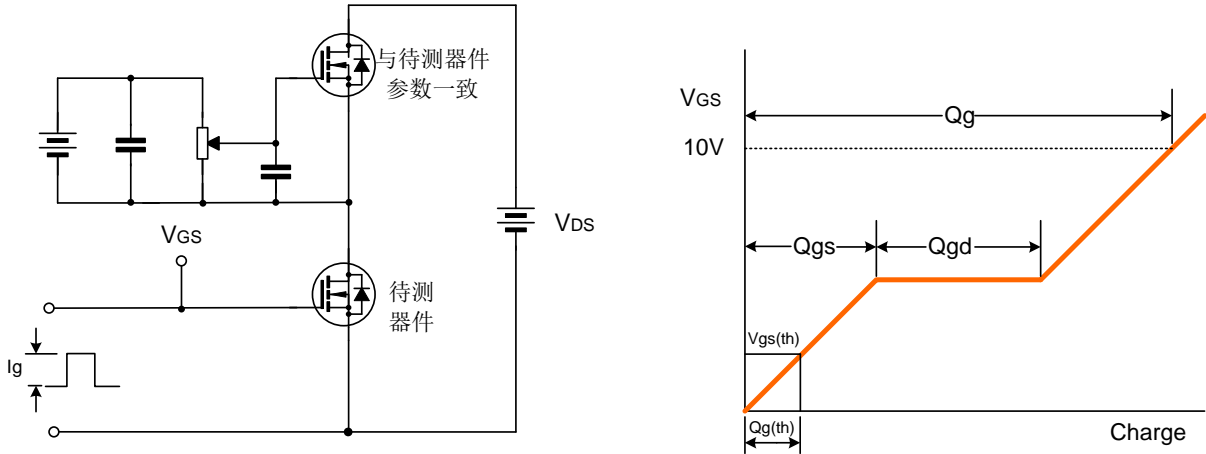 与待测器件
参数一致
VGS
VDS
待测
器件
Ig
VGS
Qg
10V
Qgs
Qgd
Vgs(th)
Qg(th)
Charge